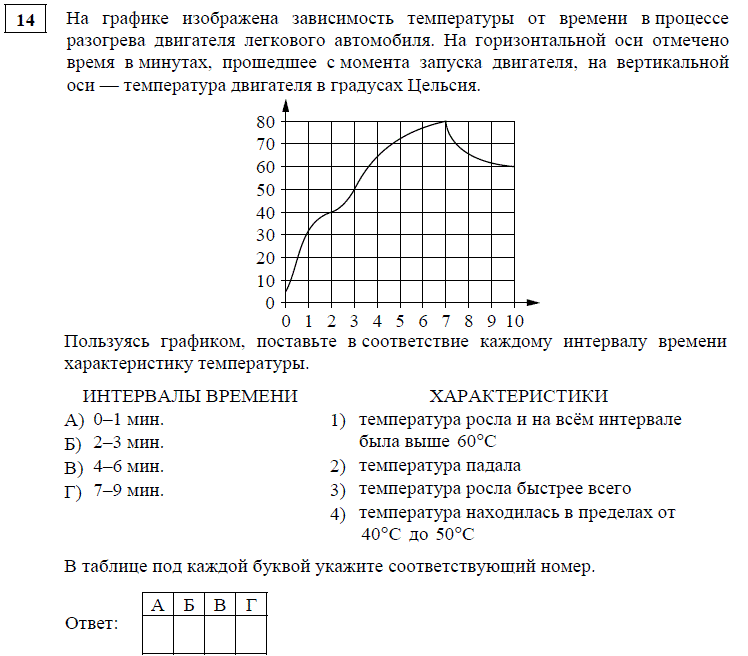 14
На графике изображена зависимость температуры от времени в процессе
разогрева двигателя легкового автомобиля. На горизонтальной оси отмечено
время в минутах, прошедшее с момента запуска двигателя, на вертикальной
оси — температура двигателя в градусах Цельсия.
80
70
60
50
40
30
20
10
0
0 1 2 3 4 5 6 7 8 9 10
Пользуясь графиком, поставьте в соответствие каждому интервалу времени
характеристику температуры.
ИНТЕРВАЛЫ ВРЕМЕНИ
А) 0–1 мин.
Б) 2–3 мин.
В) 4–6 мин.
Г) 7–9 мин.
ХАРАКТЕРИСТИКИ
1) температура росла и на всём интервале
была выше 60°С
2) температура падала
3) температура росла быстрее всего
4) температура находилась в пределах от
40°С до 50°С
В таблице под каждой буквой укажите соответствующий номер.
Ответ:
А Б В Г